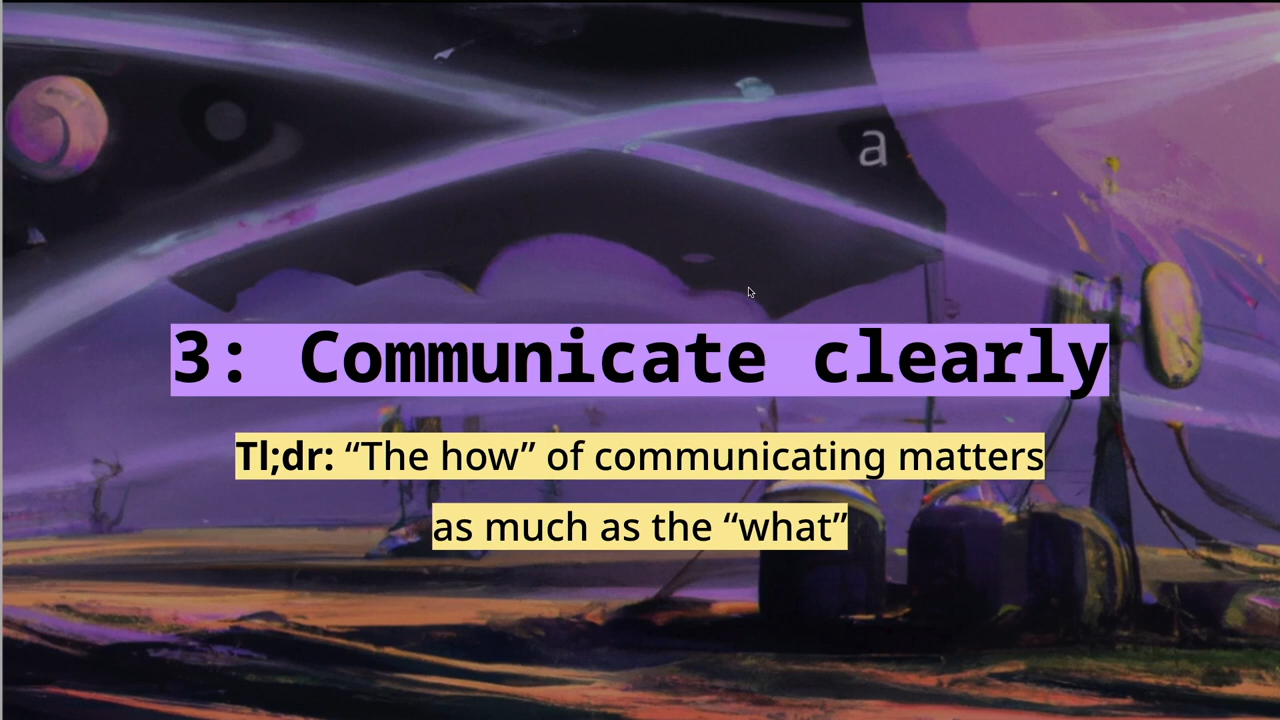 a
3: Communicate clearly
Tl;dr: “The how” of communicating matters
as much as the “what”